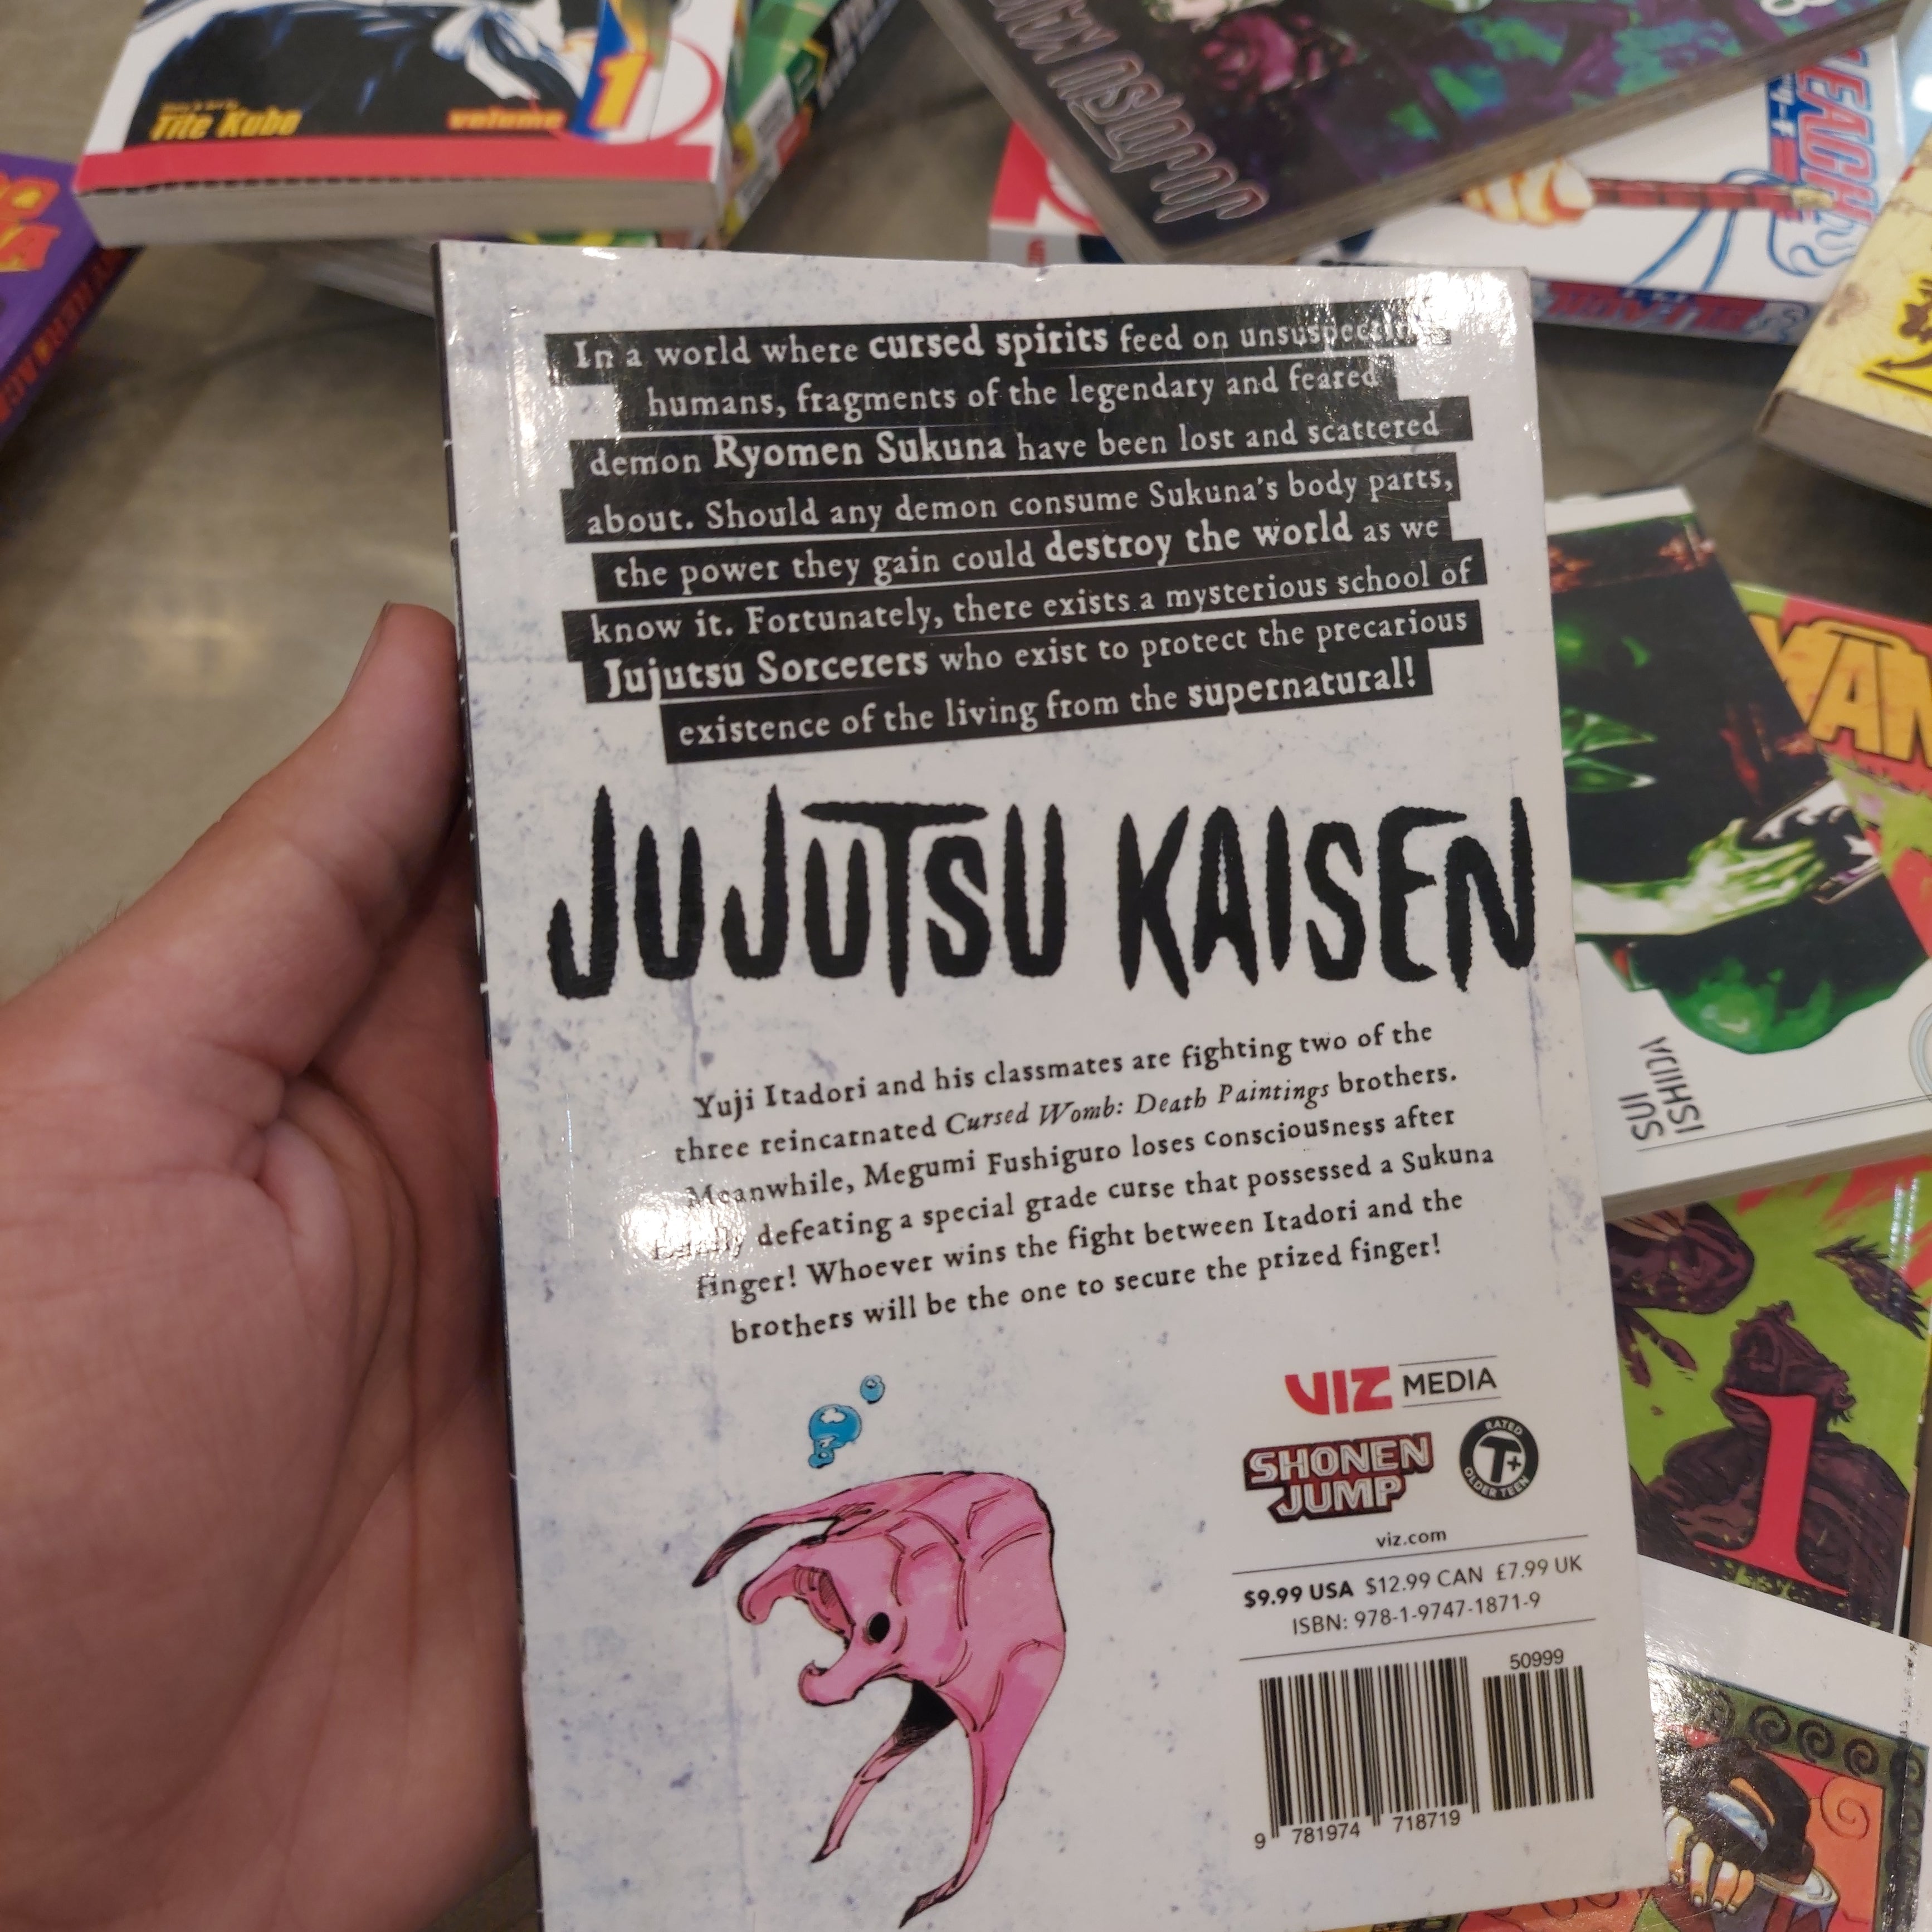 Tite Kubo
volume
1
JUJUTSU KAISEN
BLEACH
In a world where cursed spirits feed on unsuspecting
humans, fragments of the legendary and feared
demon Ryomen Sukuna have been lost and scattered
about. Should any demon consume Sukuna's body parts,
the power they gain could destroy the world as we
know it. Fortunately, there exists a mysterious school of
Jujutsu Sorcerers who exist to protect the precarious
existence of the living from the supernatural!
JUJUTSU KAISEN
Yuji Itadori and his classmates are fighting two of the
three reincarnated Cursed Womb: Death Paintings brothers.
Meanwhile, Megumi Fushiguro loses consciousness after
defeating a special grade curse that possessed a Sukuna
finger! Whoever wins the fight between Itadori and the
brothers will be the one to secure the prized finger!
VIZ MEDIA
SHONEN
JUMP
RATED
T+
OLDER TEEN
viz.com
$9.99 USA $12.99 CAN £7.99 UK
ISBN: 978-1-9747-1871-9
50999
9 781974 718719
SUI
ISHIDA
1